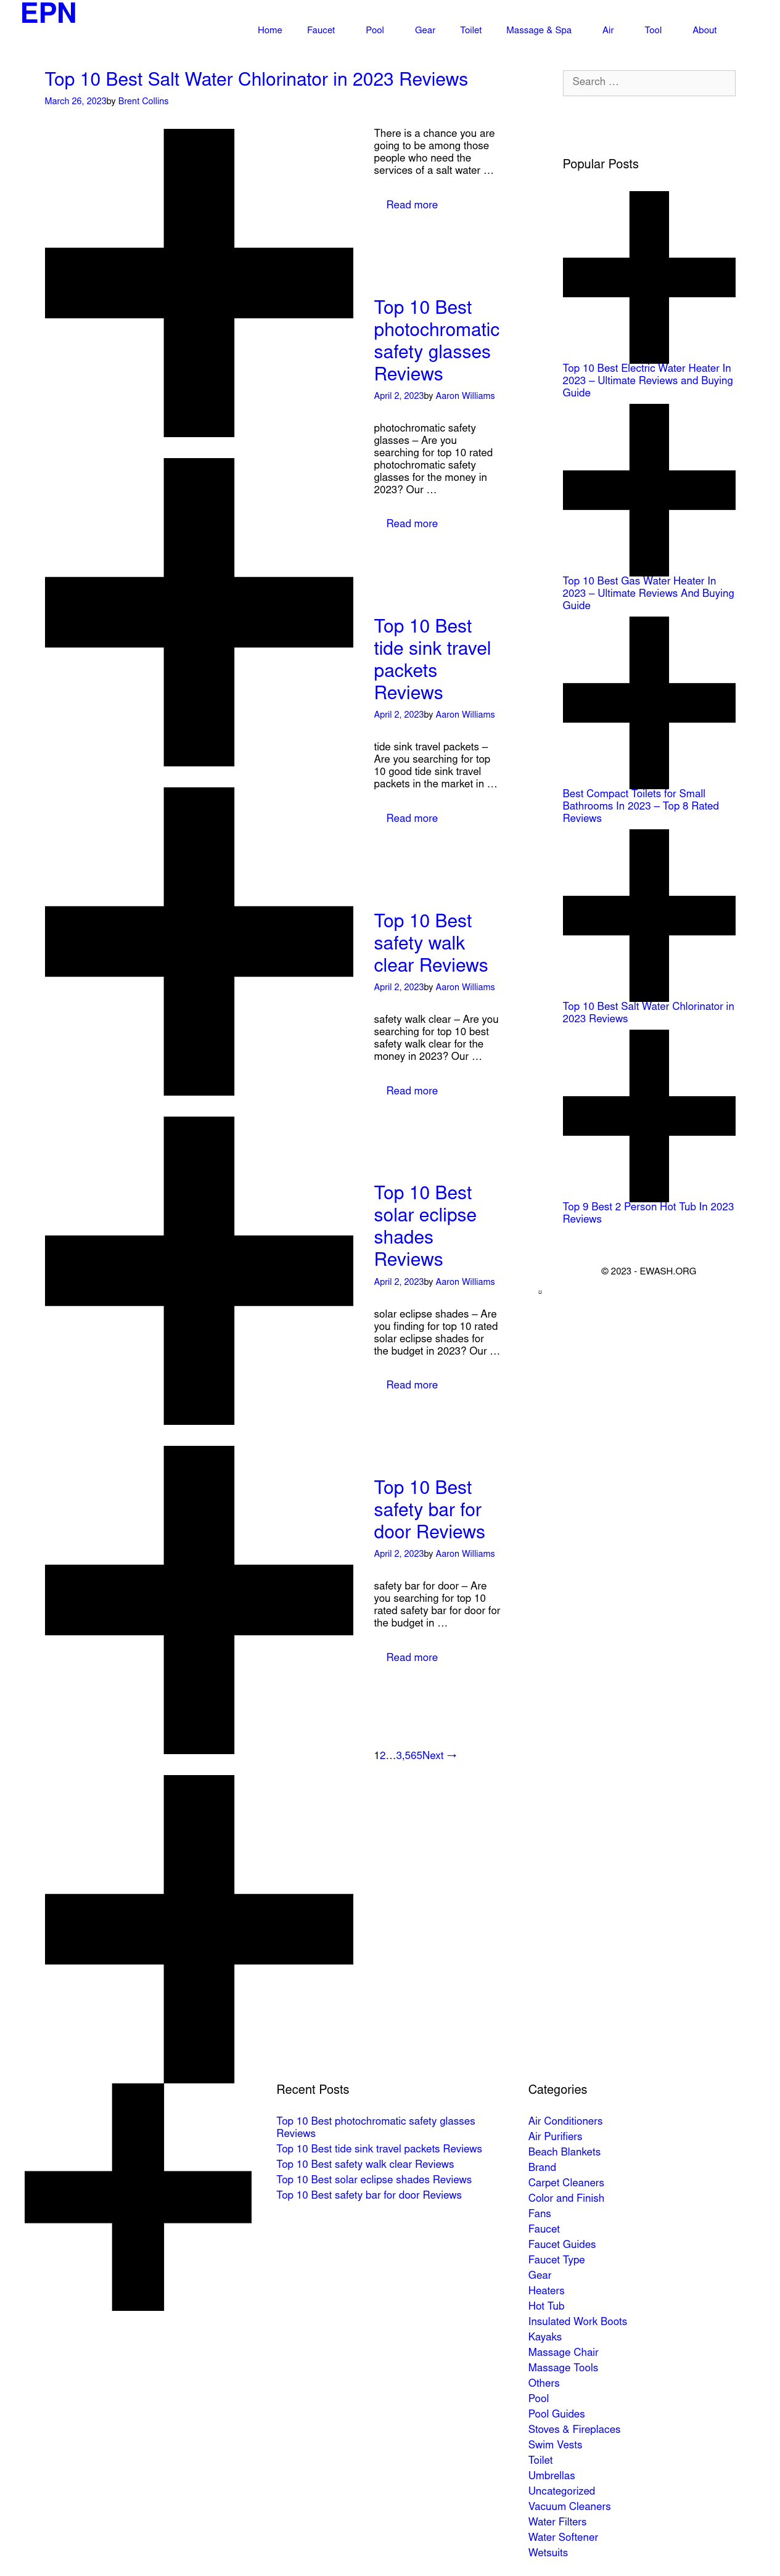 EPN
Home Faucet Pool Gear Toilet Massage & Spa Air Tool About
Top 10 Best Salt Water Chlorinator in 2023 Reviews
March 26, 2023by Brent Collins
There is a chance you are
going to be among those
people who need the
services of a salt water …
Read more
Top 10 Best
photochromatic
safety glasses
Reviews
April 2, 2023by Aaron Williams
photochromatic safety
glasses – Are you
searching for top 10 rated
photochromatic safety
glasses for the money in
2023? Our …
Read more
Top 10 Best
tide sink travel
packets
Reviews
April 2, 2023by Aaron Williams
tide sink travel packets –
Are you searching for top
10 good tide sink travel
packets in the market in …
Read more
Top 10 Best
safety walk
clear Reviews
April 2, 2023by Aaron Williams
safety walk clear – Are you
searching for top 10 best
safety walk clear for the
money in 2023? Our …
Read more
Top 10 Best
solar eclipse
shades
Reviews
April 2, 2023by Aaron Williams
solar eclipse shades – Are
you finding for top 10 rated
solar eclipse shades for
the budget in 2023? Our …
Read more
Top 10 Best
safety bar for
door Reviews
April 2, 2023by Aaron Williams
safety bar for door – Are
you searching for top 10
rated safety bar for door for
the budget in …
Read more
12…3,565Next →
Search …
Popular Posts
Top 10 Best Electric Water Heater In
2023 – Ultimate Reviews and Buying
Guide
Top 10 Best Gas Water Heater In
2023 – Ultimate Reviews And Buying
Guide
Best Compact Toilets for Small
Bathrooms In 2023 – Top 8 Rated
Reviews
Top 10 Best Salt Water Chlorinator in
2023 Reviews
Top 9 Best 2 Person Hot Tub In 2023
Reviews
© 2023 - EWASH.ORG
Recent Posts
Top 10 Best photochromatic safety glasses
Reviews
Top 10 Best tide sink travel packets Reviews
Top 10 Best safety walk clear Reviews
Top 10 Best solar eclipse shades Reviews
Top 10 Best safety bar for door Reviews
Categories
Air Conditioners
Air Purifiers
Beach Blankets
Brand
Carpet Cleaners
Color and Finish
Fans
Faucet
Faucet Guides
Faucet Type
Gear
Heaters
Hot Tub
Insulated Work Boots
Kayaks
Massage Chair
Massage Tools
Others
Pool
Pool Guides
Stoves & Fireplaces
Swim Vests
Toilet
Umbrellas
Uncategorized
Vacuum Cleaners
Water Filters
Water Softener
Wetsuits